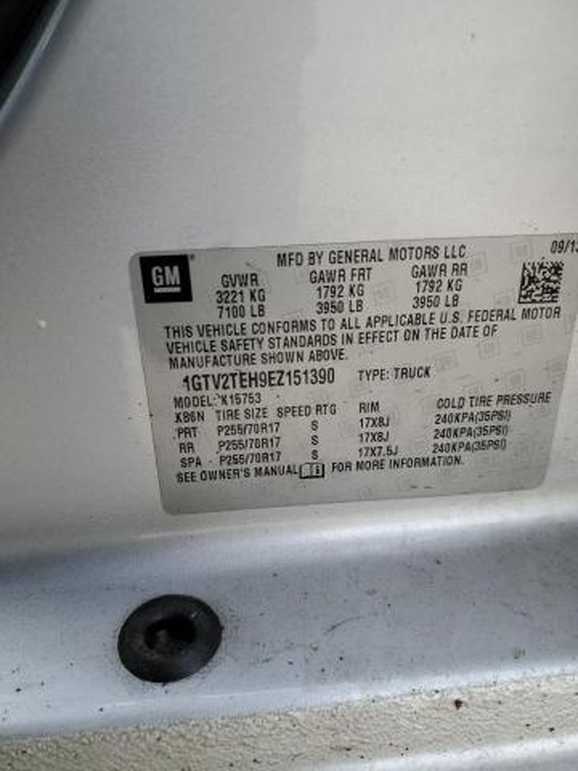 GM
MFD BY GENERAL MOTORS LLC 09/13
GVWR GAWR FRT GAWR RR
3221 KG 1792 KG 1792 KG
7100 LB 3950 LB 3950 LB
THIS VEHICLE CONFORMS TO ALL APPLICABLE U.S. FEDERAL MOTOR
VEHICLE SAFETY STANDARDS IN EFFECT ON THE DATE OF
MANUFACTURE SHOWN ABOVE.
1GTV2TEH9EZ151390 TYPE: TRUCK
MODEL: K15753
XB6N TIRE SIZE SPEED RTG RIM COLD TIRE PRESSURE
FRT P255/70R17 S 17X8J 240KPA(35PSI)
RR P255/70R17 S 17X8J 240KPA(35PSI)
SPA P255/70R17 S 17X7.5J 240KPA(35PSI)
SEE OWNER'S MANUAL FOR MORE INFORMATION.